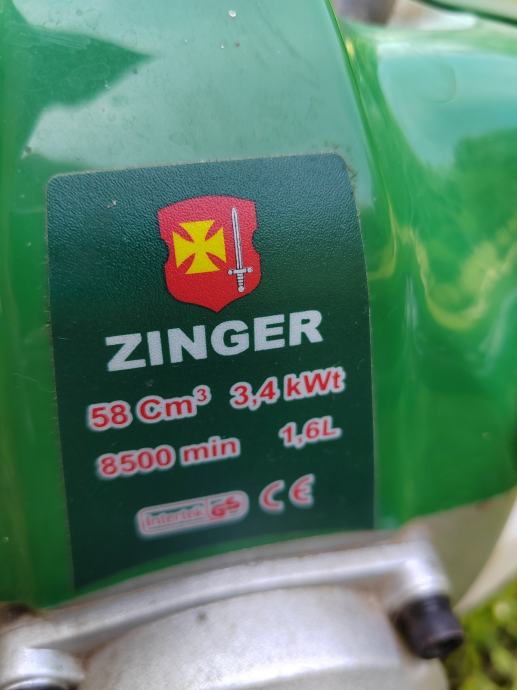 ZINGER
58 Cm³ 3,4 kWt
8500 min 1,6L
Intertek GS CE